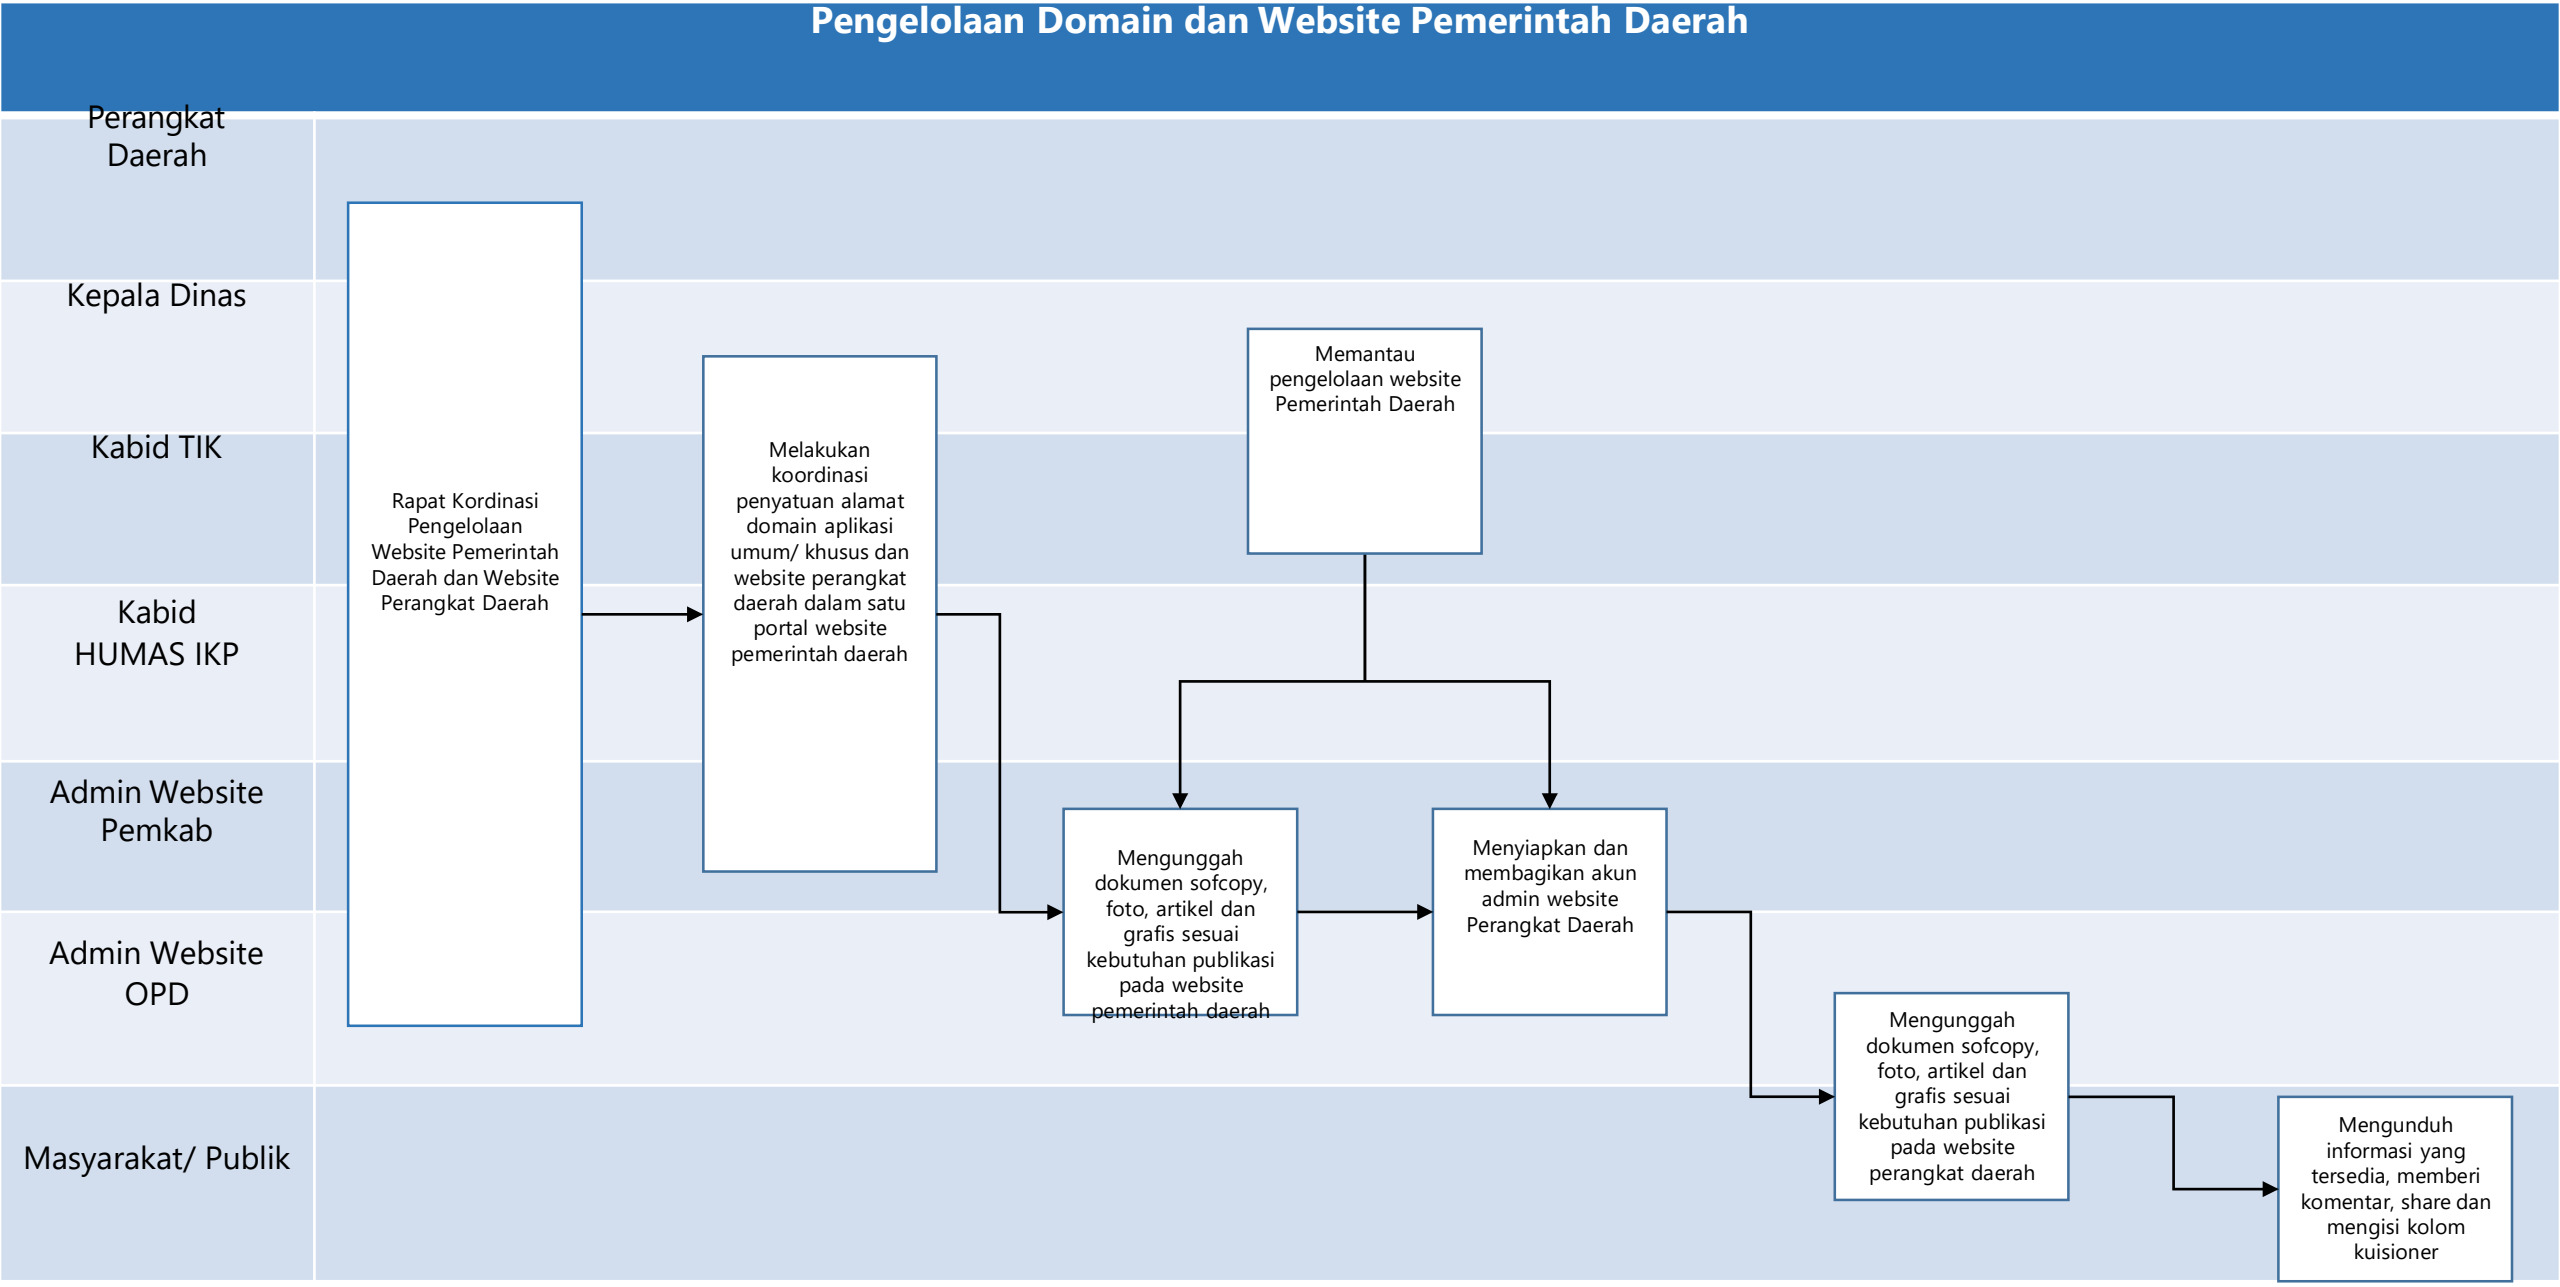 Pengelolaan Domain dan Website Pemerintah Daerah
Perangkat
Daerah
Kepala Dinas
Kabid TIK
Kabid
HUMAS IKP
Admin Website
Pemkab
Admin Website
OPD
Masyarakat/ Publik
Rapat Kordinasi
Pengelolaan
Website Pemerintah
Daerah dan Website
Perangkat Daerah
Melakukan
koordinasi
penyatuan alamat
domain aplikasi
umum/ khusus dan
website perangkat
daerah dalam satu
portal website
pemerintah daerah
Memantau
pengelolaan website
Pemerintah Daerah
Mengunggah
dokumen sofcopy,
foto, artikel dan
grafis sesuai
kebutuhan publikasi
pada website
pemerintah daerah
Menyiapkan dan
membagikan akun
admin website
Perangkat Daerah
Mengunggah
dokumen sofcopy,
foto, artikel dan
grafis sesuai
kebutuhan publikasi
pada website
perangkat daerah
Mengunduh
informasi yang
tersedia, memberi
komentar, share dan
mengisi kolom
kuisioner